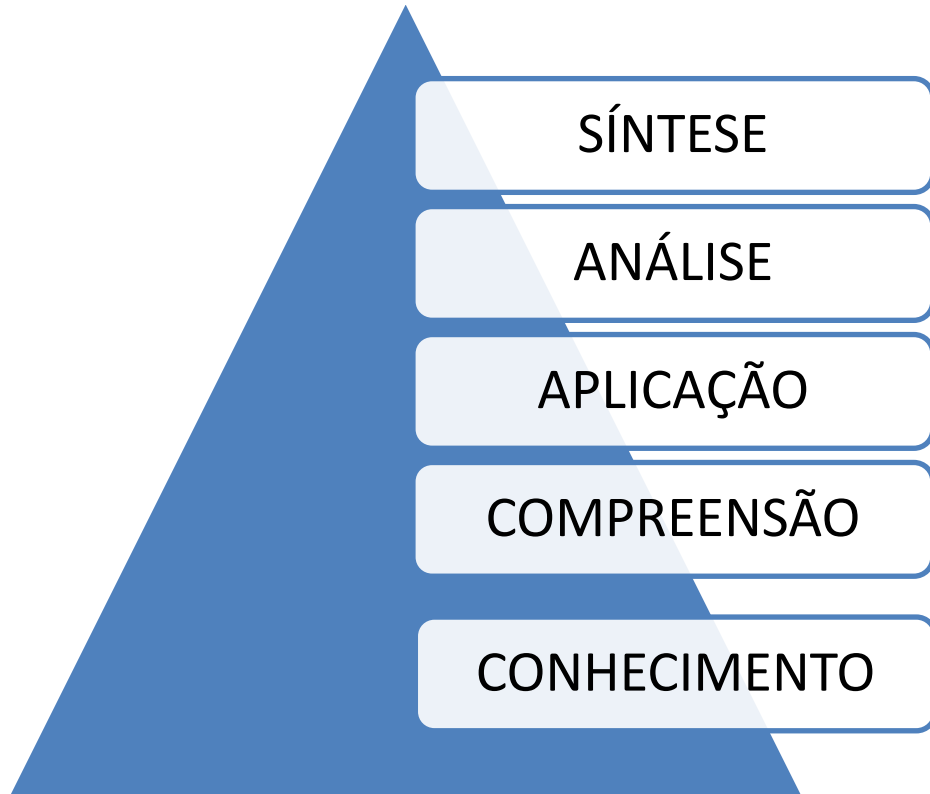 SÍNTESE
ANÁLISE
APLICAÇÃO
COMPREENSÃO
CONHECIMENTO